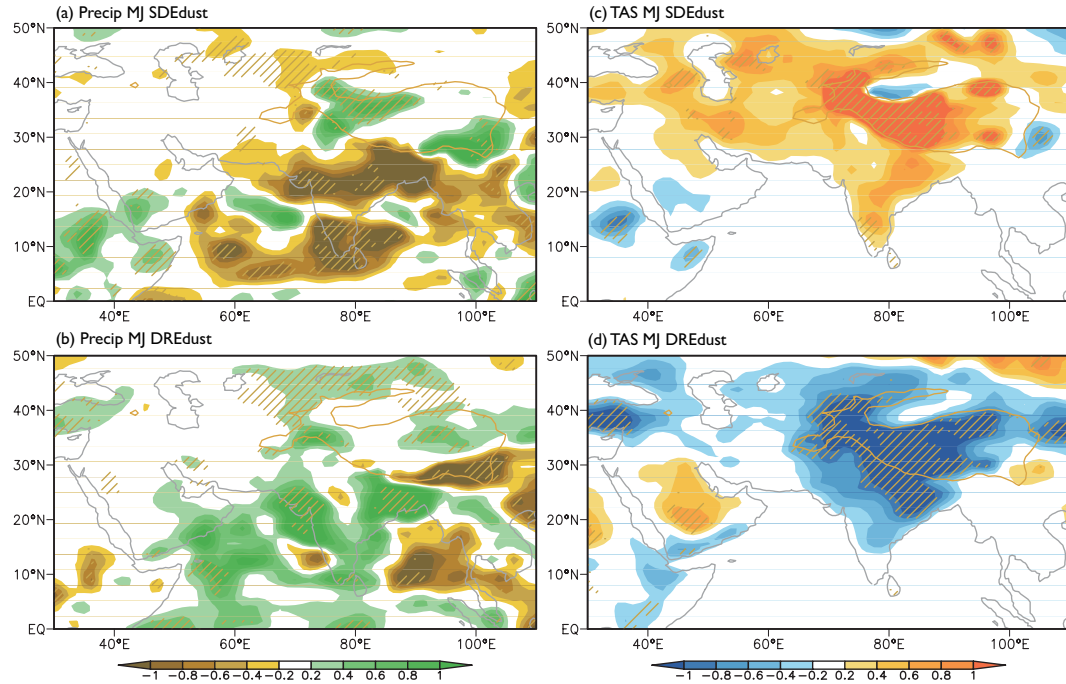 (a) Precip MJ SDEdust
50°N
40°N
30°N
20°N
10°N
EQ
40°E 60°E 80°E 100°E
(c) TAS MJ SDEdust
50°N
40°N
30°N
20°N
10°N
EQ
40°E 60°E 80°E 100°E
(b) Precip MJ DREdust
50°N
40°N
30°N
20°N
10°N
EQ
40°E 60°E 80°E 100°E
(d) TAS MJ DREdust
50°N
40°N
30°N
20°N
10°N
EQ
40°E 60°E 80°E 100°E
−1 −0.8 −0.6 −0.4 −0.2 0.2 0.4 0.6 0.8 1
−1 −0.8 −0.6 −0.4 −0.2 0.2 0.4 0.6 0.8 1